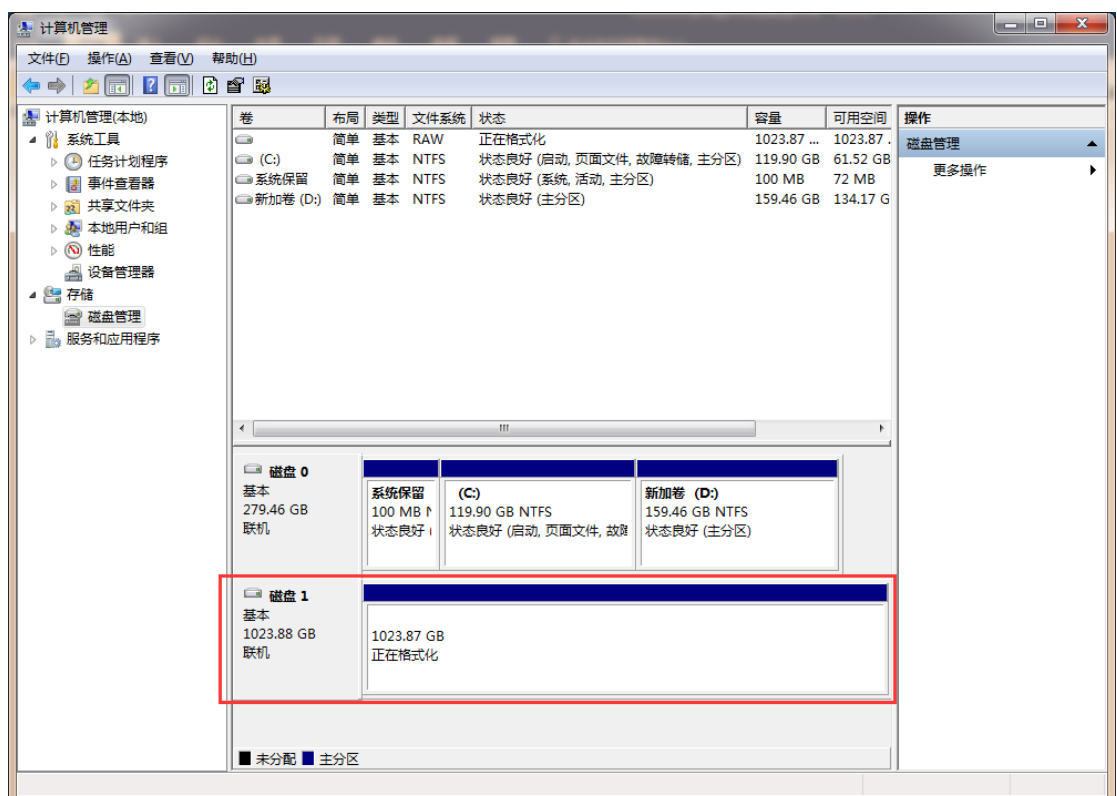 计算机管理
文件(F) 操作(A) 查看(V) 帮助(H)
计算机管理(本地)
系统工具
任务计划程序
事件查看器
共享文件夹
本地用户和组
性能
设备管理器
存储
磁盘管理
服务和应用程序
卷 布局 类型 文件系统 状态 容量 可用空间
简单 基本 RAW 正在格式化 1023.87 ... 1023.87 .
(C:) 简单 基本 NTFS 状态良好 (启动, 页面文件, 故障转储, 主分区) 119.90 GB 61.52 GB
系统保留 简单 基本 NTFS 状态良好 (系统, 活动, 主分区) 100 MB 72 MB
新加卷 (D:) 简单 基本 NTFS 状态良好 (主分区) 159.46 GB 134.17 G
磁盘 0
基本
279.46 GB
联机
系统保留
100 MB
状态良好 (
(C:)
119.90 GB NTFS
状态良好 (启动, 页面文件, 故
新加卷 (D:)
159.46 GB NTFS
状态良好 (主分区)
磁盘 1
基本
1023.88 GB
联机
1023.87 GB
正在格式化
未分配 主分区
操作
磁盘管理
更多操作